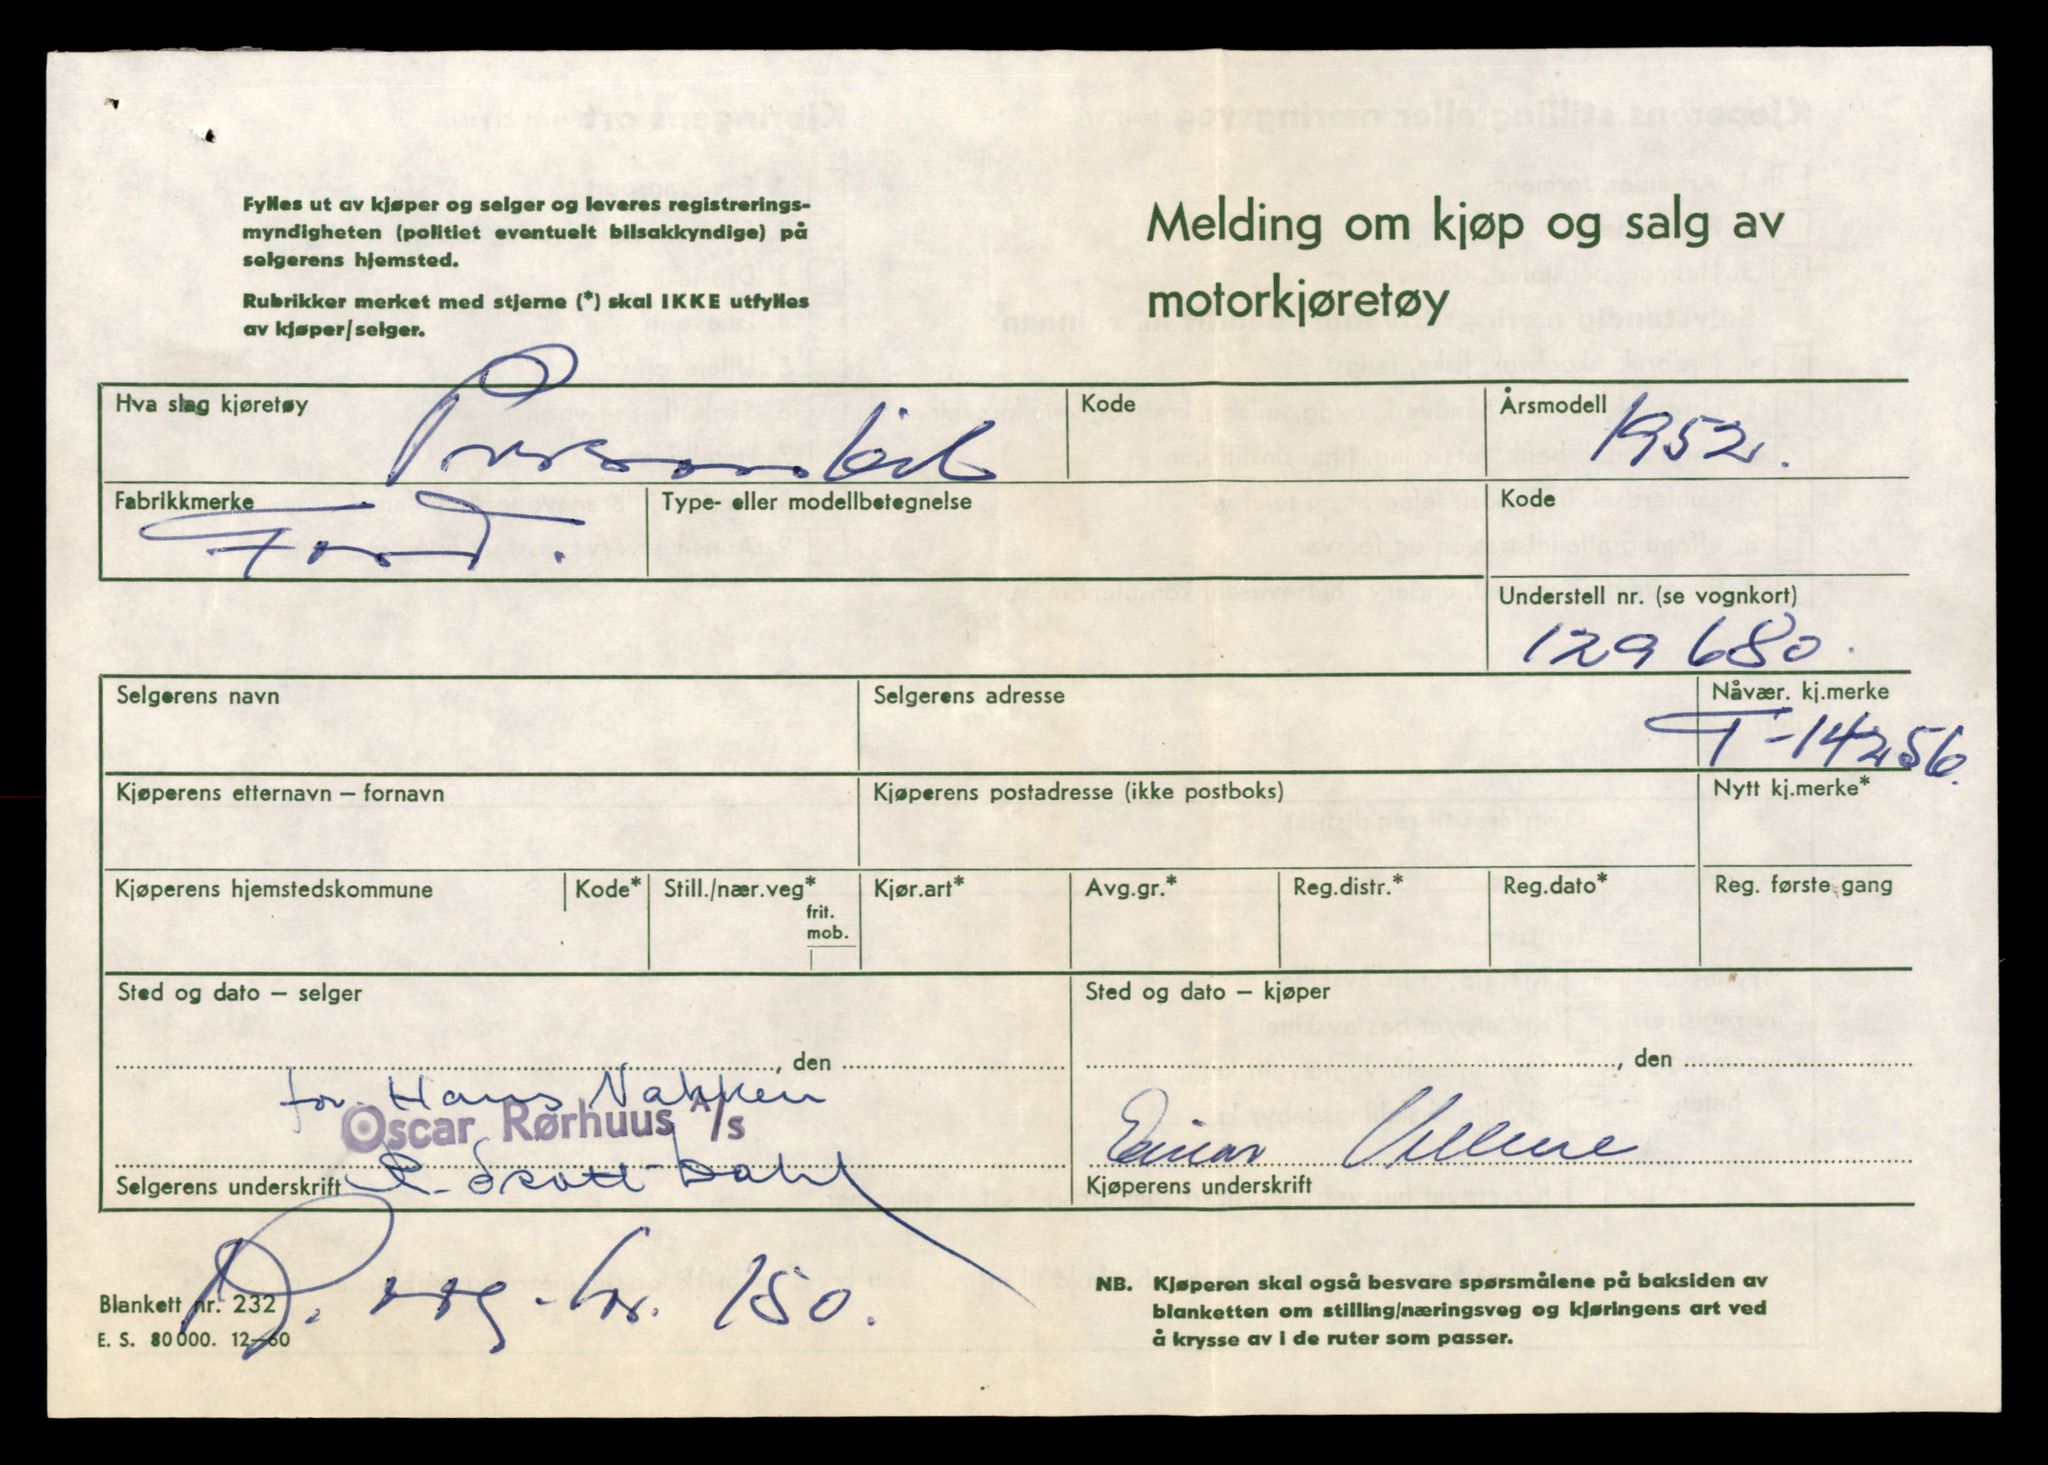 Fylles ut av kjøper og selger og leveres registrerings-
myndigheten (politiet eventuelt bilsakkyndige) på
selgerens hjemsted.
Rubrikker merket med stjerne (*) skal IKKE utfylles
av kjøper/selger.
Melding om kjøp og salg av
motorkjøretøy
Hva slag kjøretøy Personbil
Kode
Årsmodell 1952.
Fabrikkmerke Ford.
Type- eller modellbetegnelse
Kode
Understell nr. (se vognkort)
129680.
Selgerens navn
Selgerens adresse
Nåvær. kj.merke
T-14256.
Kjøperens etternavn – fornavn
Kjøperens postadresse (ikke postboks)
Nytt kj.merke*
Kjøperens hjemstedskommune
Kode*
Still./nær.veg*
frit.
mob.
Kjør.art*
Avg.gr.*
Reg.distr.*
Reg.dato*
Reg. første gang
Sted og dato – selger
Sted og dato – kjøper
, den
, den
for Hans Nakken
Oscar Rørhuus A/s
Scott-Dahl
Einar
Selgerens underskrift
Kjøperens underskrift
150.
Blankett nr. 232
E. S. 80000. 12–60
NB. Kjøperen skal også besvare spørsmålene på baksiden av
blanketten om stilling/næringsveg og kjøringens art ved
å krysse av i de ruter som passer.